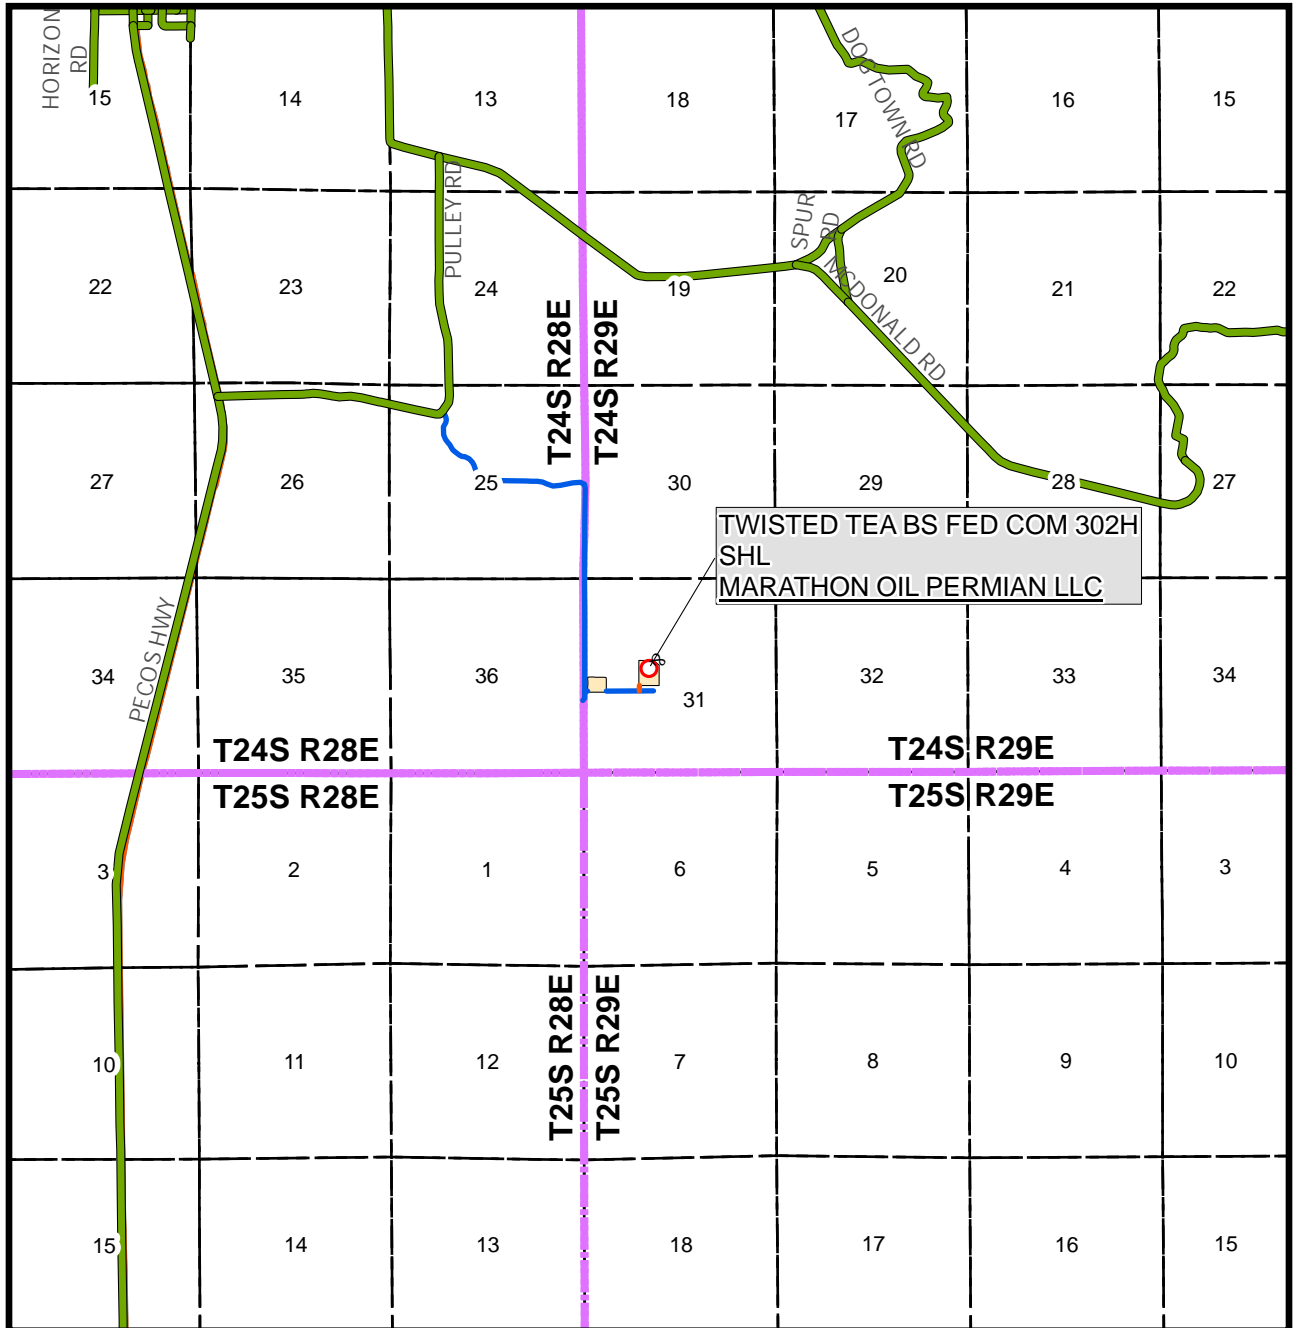 HORIZON
RD
DOGTOWN RD
15
14
13
18
17
16
15
PULLEY RD
SPUR
RD
22
23
24
19
20
21
22
MCDONALD RD
T24S R28E
T24S R29E
27
26
25
30
29
28
27
TWISTED TEA BS FED COM 302H
SHL
MARATHON OIL PERMIAN LLC
PECOS HWY
34
35
36
31
32
33
34
T24S R28E
T24S R29E
T25S R28E
T25S R29E
3
2
1
6
5
4
3
T25S R28E
T25S R29E
10
11
12
7
8
9
10
15
14
13
18
17
16
15